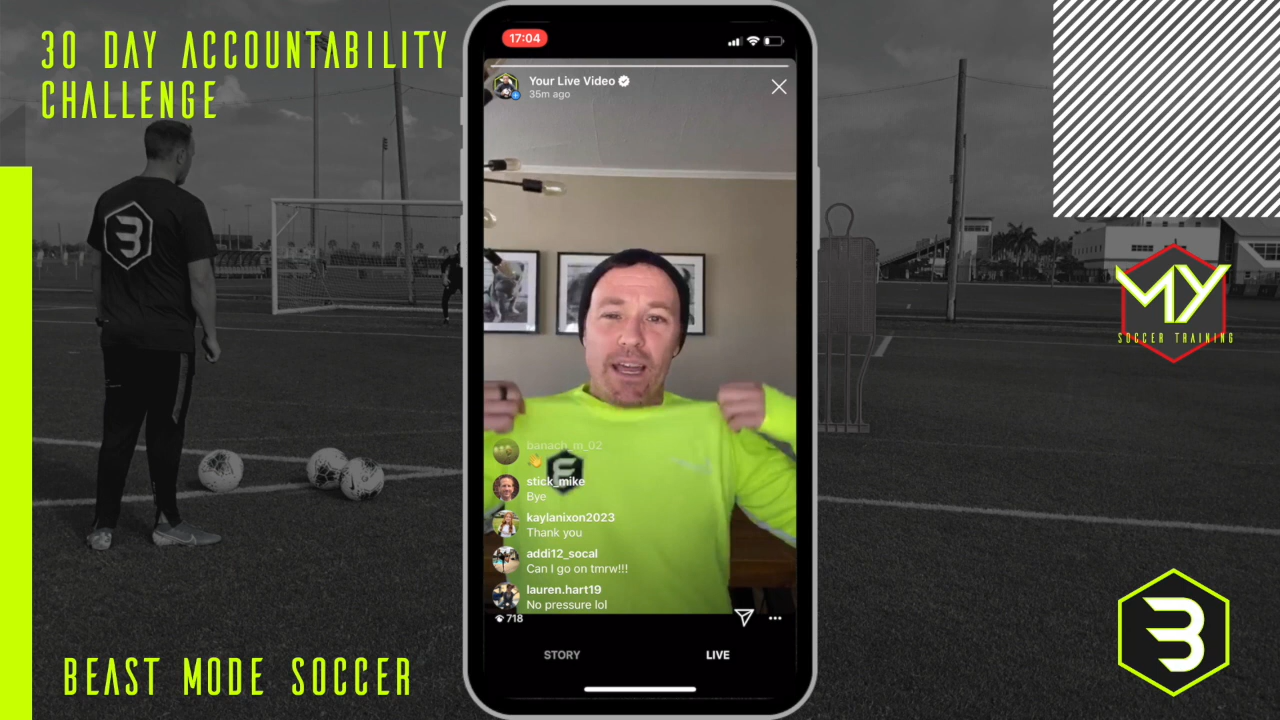 30 DAY ACCOUNTABILITY
CHALLENGE
17:04
Your Live Video
35m ago
banach_m_02
👋
stick_mike
Bye
kaylanixon2023
Thank you
addi12_socal
Can I go on tmrw!!!
lauren.hart19
No pressure lol
718
STORY LIVE
MY
SOCCER TRAINING
BEAST MODE SOCCER